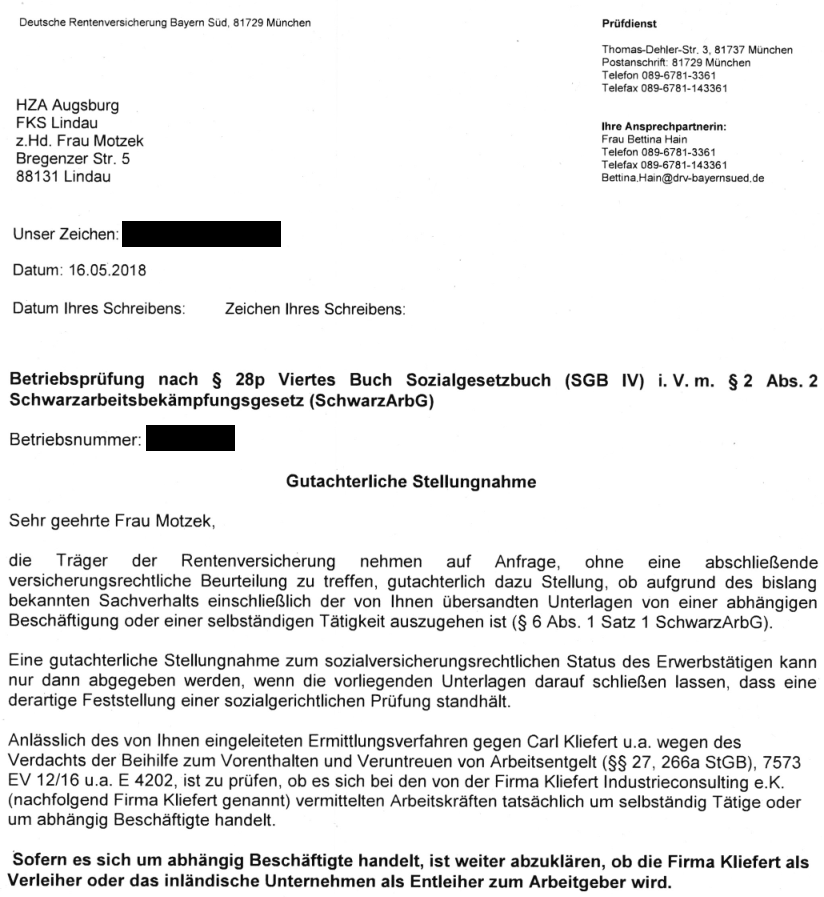 Deutsche Rentenversicherung Bayern Süd, 81729 München
Prüfdienst
Thomas-Dehler-Str. 3, 81737 München
Postanschrift: 81729 München
Telefon 089-6781-3361
Telefax 089-6781-143361
HZA Augsburg
FKS Lindau
z.Hd. Frau Motzek
Bregenzer Str. 5
88131 Lindau
Ihre Ansprechpartnerin:
Frau Bettina Hain
Telefon 089-6781-3361
Telefax 089-6781-143361
Bettina.Hain@drv-bayernsued.de
Unser Zeichen:
Datum: 16.05.2018
Datum Ihres Schreibens: Zeichen Ihres Schreibens:
Betriebsprüfung nach § 28p Viertes Buch Sozialgesetzbuch (SGB IV) i. V. m. § 2 Abs. 2
Schwarzarbeitsbekämpfungsgesetz (SchwarzArbG)
Betriebsnummer:
Gutachterliche Stellungnahme
Sehr geehrte Frau Motzek,
die Träger der Rentenversicherung nehmen auf Anfrage, ohne eine abschließende
versicherungsrechtliche Beurteilung zu treffen, gutachterlich dazu Stellung, ob aufgrund des bislang
bekannten Sachverhalts einschließlich der von Ihnen übersandten Unterlagen von einer abhängigen
Beschäftigung oder einer selbständigen Tätigkeit auszugehen ist (§ 6 Abs. 1 Satz 1 SchwarzArbG).
Eine gutachterliche Stellungnahme zum sozialversicherungsrechtlichen Status des Erwerbstätigen kann
nur dann abgegeben werden, wenn die vorliegenden Unterlagen darauf schließen lassen, dass eine
derartige Feststellung einer sozialgerichtlichen Prüfung standhält.
Anlässlich des von Ihnen eingeleiteten Ermittlungsverfahren gegen Carl Kliefert u.a. wegen des
Verdachts der Beihilfe zum Vorenthalten und Veruntreuen von Arbeitsentgelt (§§ 27, 266a StGB), 7573
EV 12/16 u.a. E 4202, ist zu prüfen, ob es sich bei den von der Firma Kliefert Industrieconsulting e.K.
(nachfolgend Firma Kliefert genannt) vermittelten Arbeitskräften tatsächlich um selbständig Tätige oder
um abhängig Beschäftigte handelt.
Sofern es sich um abhängig Beschäftigte handelt, ist weiter abzuklären, ob die Firma Kliefert als
Verleiher oder das inländische Unternehmen als Entleiher zum Arbeitgeber wird.